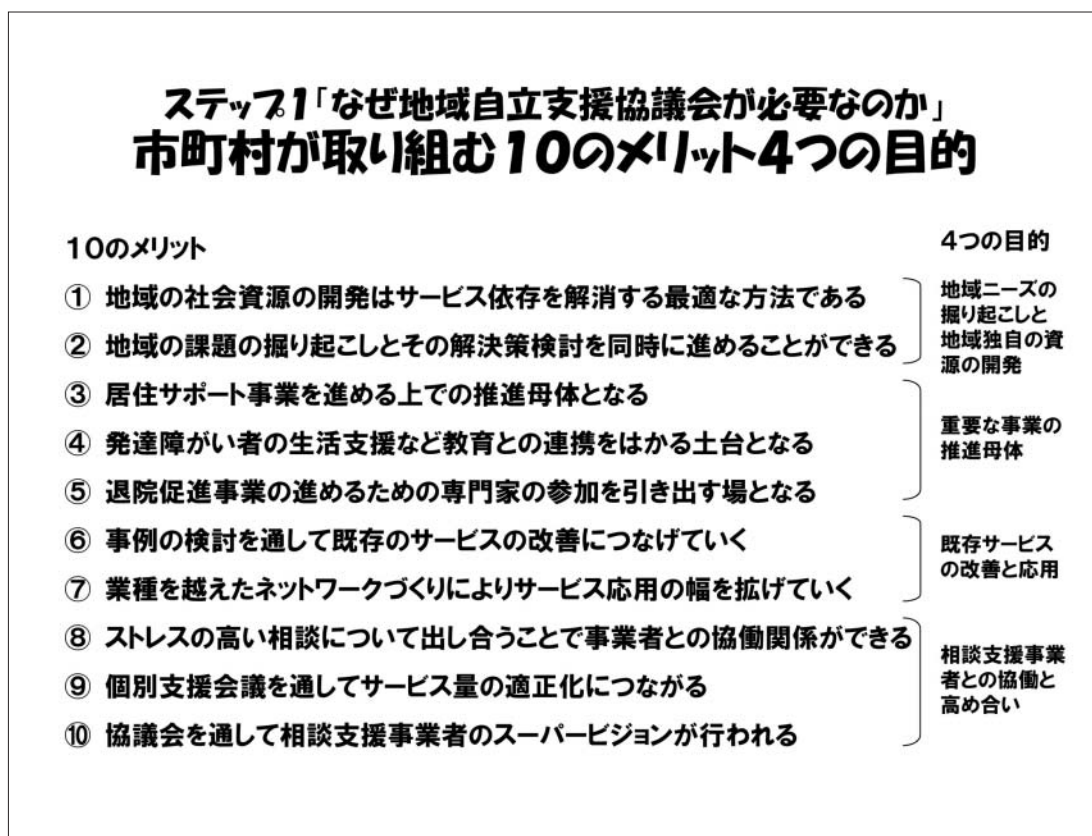 ステップ1「なぜ地域自立支援協議会が必要なのか」
市町村が取り組む10のメリット4つの目的
10のメリット
① 地域の社会資源の開発はサービス依存を解消する最適な方法である
② 地域の課題の掘り起こしとその解決策検討を同時に進めることができる
③ 居住サポート事業を進める上での推進母体となる
④ 発達障がい者の生活支援など教育との連携をはかる土台となる
⑤ 退院促進事業の進めるための専門家の参加を引き出す場となる
⑥ 事例の検討を通して既存のサービスの改善につなげていく
⑦ 業種を越えたネットワークづくりによりサービス応用の幅を拡げていく
⑧ ストレスの高い相談について出し合うことで事業者との協働関係ができる
⑨ 個別支援会議を通してサービス量の適正化につながる
⑩ 協議会を通して相談支援事業者のスーパービジョンが行われる
4つの目的
地域ニーズの
掘り起こしと
地域独自の資
源の開発
重要な事業の
推進母体
既存サービス
の改善と応用
相談支援事業
者との協働と
高め合い